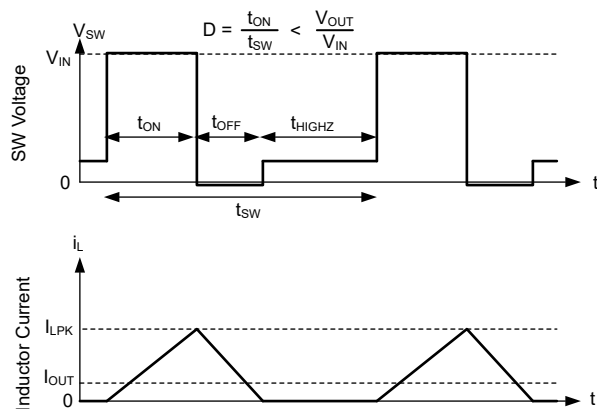 V_SW
D = t_ON / t_SW < V_OUT / V_IN
V_IN
SW Voltage
t_ON
t_OFF
t_HIGHZ
0
t
t_SW
i_L
Inductor Current
I_LPK
I_OUT
0
t